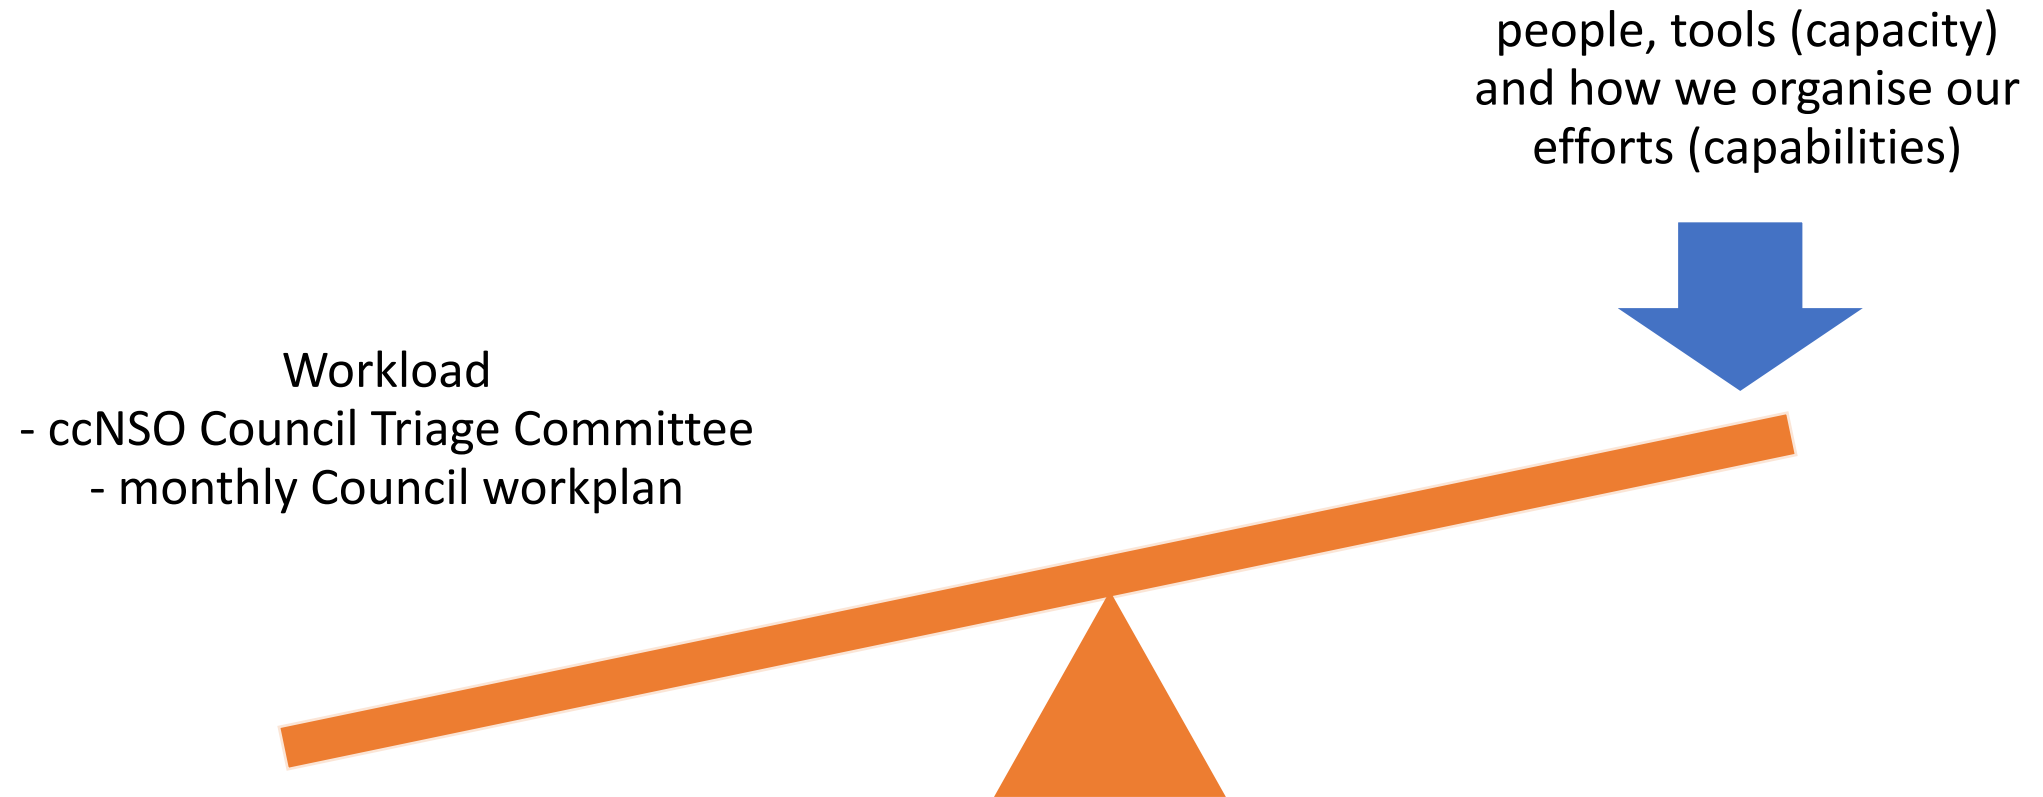 people, tools (capacity)
and how we organise our
efforts (capabilities)
Workload
- ccNSO Council Triage Committee
- monthly Council workplan